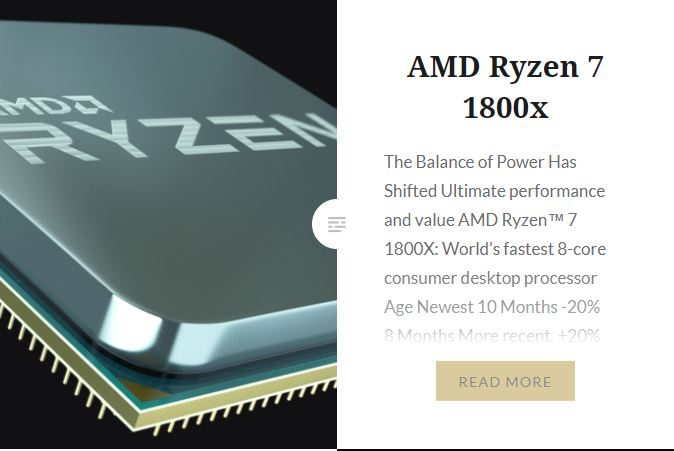 AMD
RYZEN
AMD Ryzen 7
1800x
The Balance of Power Has
Shifted Ultimate performance
and value AMD Ryzen™ 7
1800X: World’s fastest 8-core
consumer desktop processor
Age Newest 10 Months -20%
8 Months More recent. +20%
READ MORE